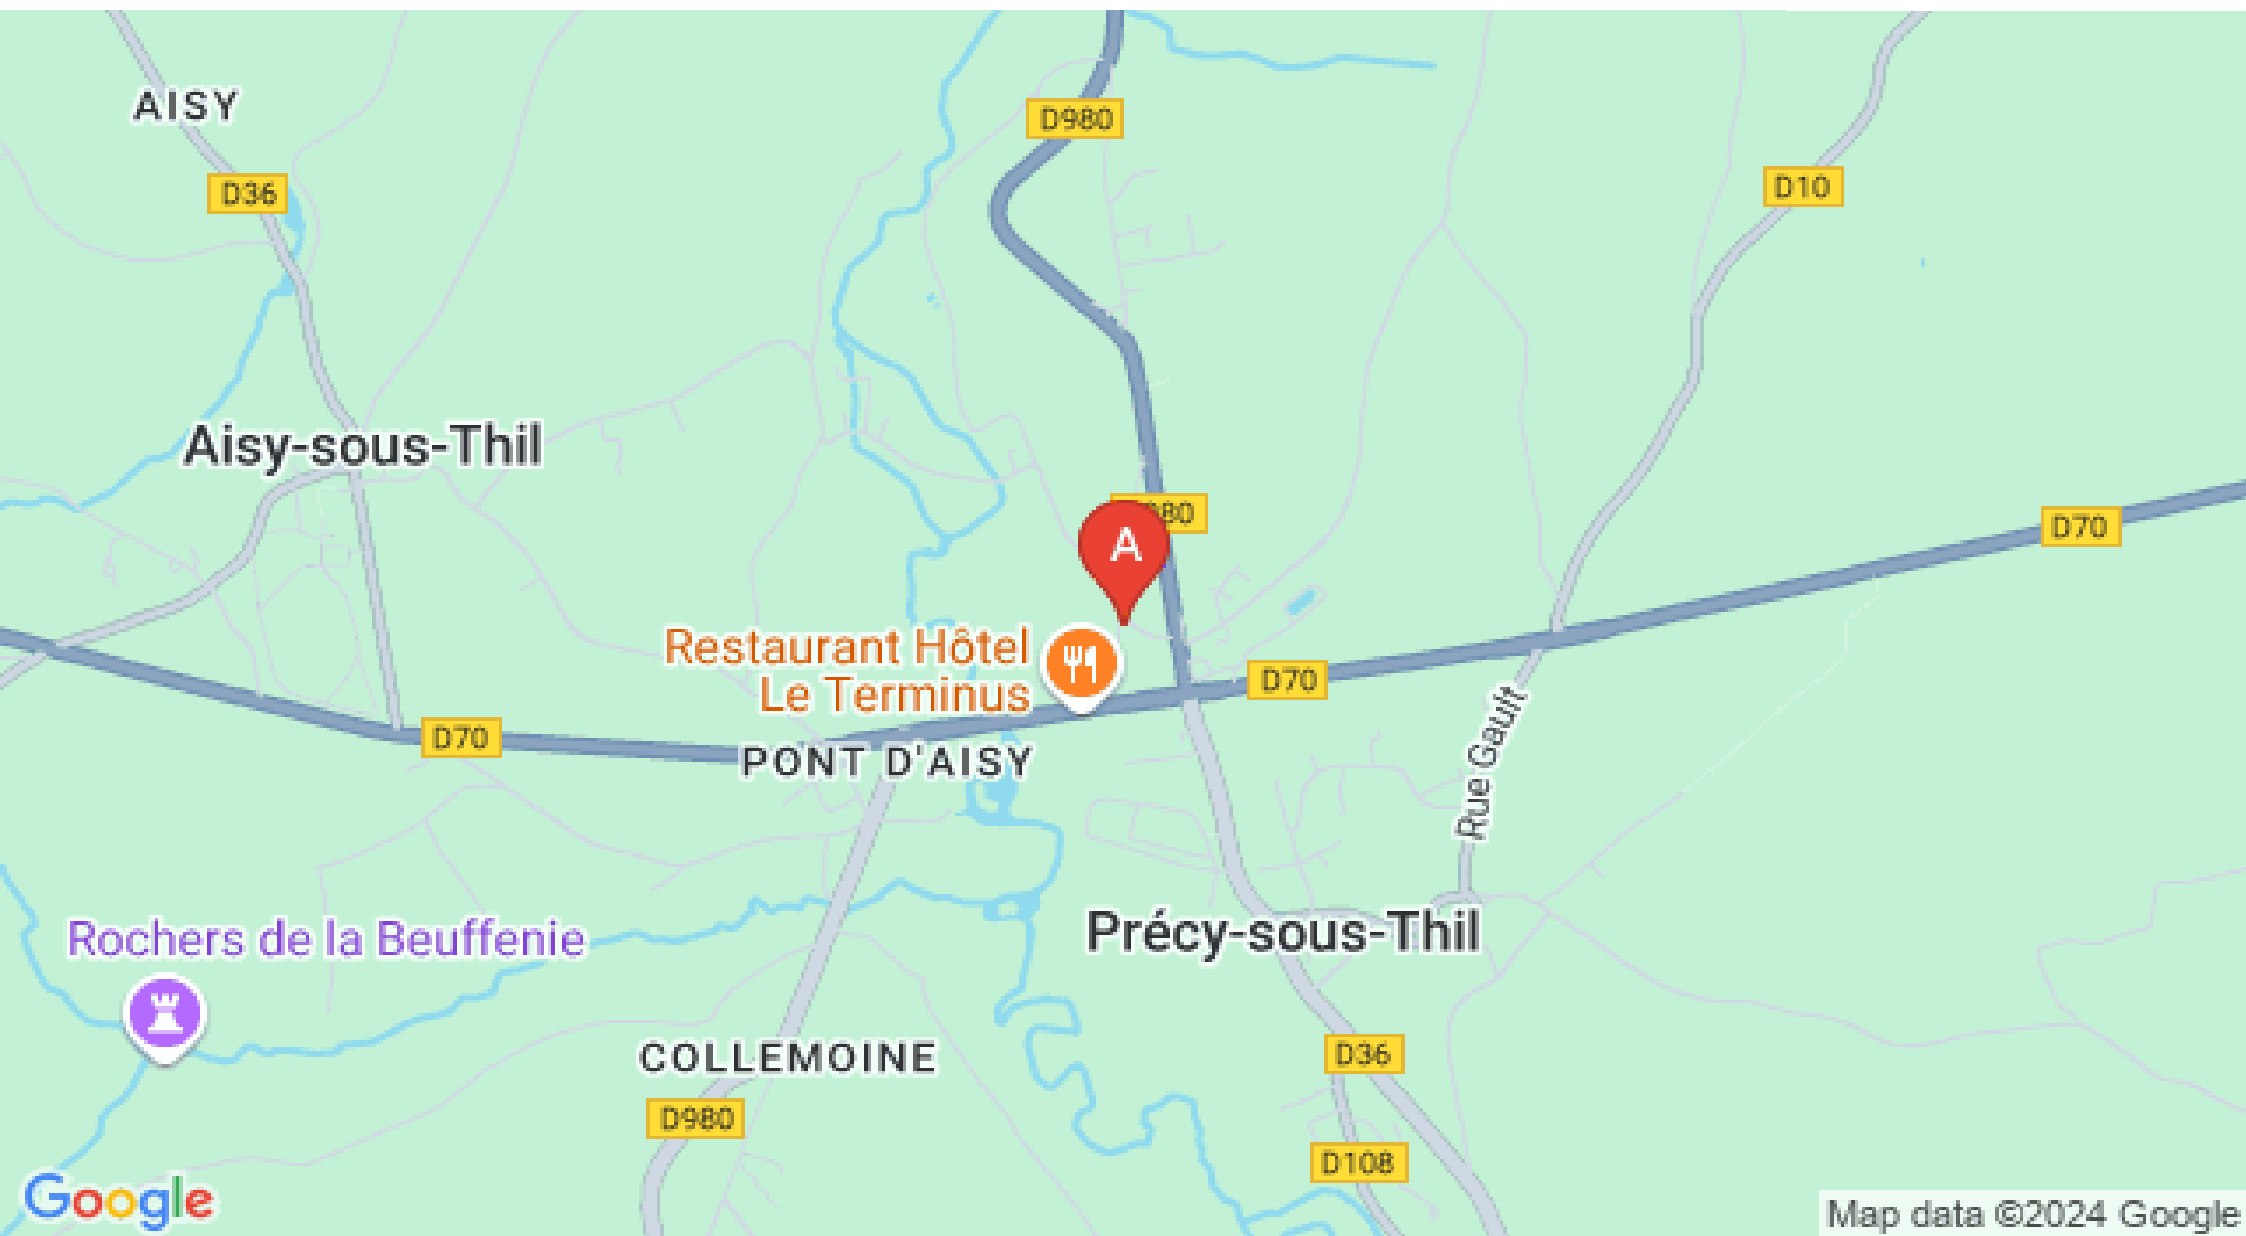 AISY
D980
D10
D36
Aisy-sous-Thil
80
A
D70
Restaurant Hôtel
Le Terminus
D70
D70
PONT D'AISY
Rue Gault
Précy-sous-Thil
Rochers de la Beuffenie
COLLEMOINE
D36
D980
D108
Google
Map data ©2024 Google